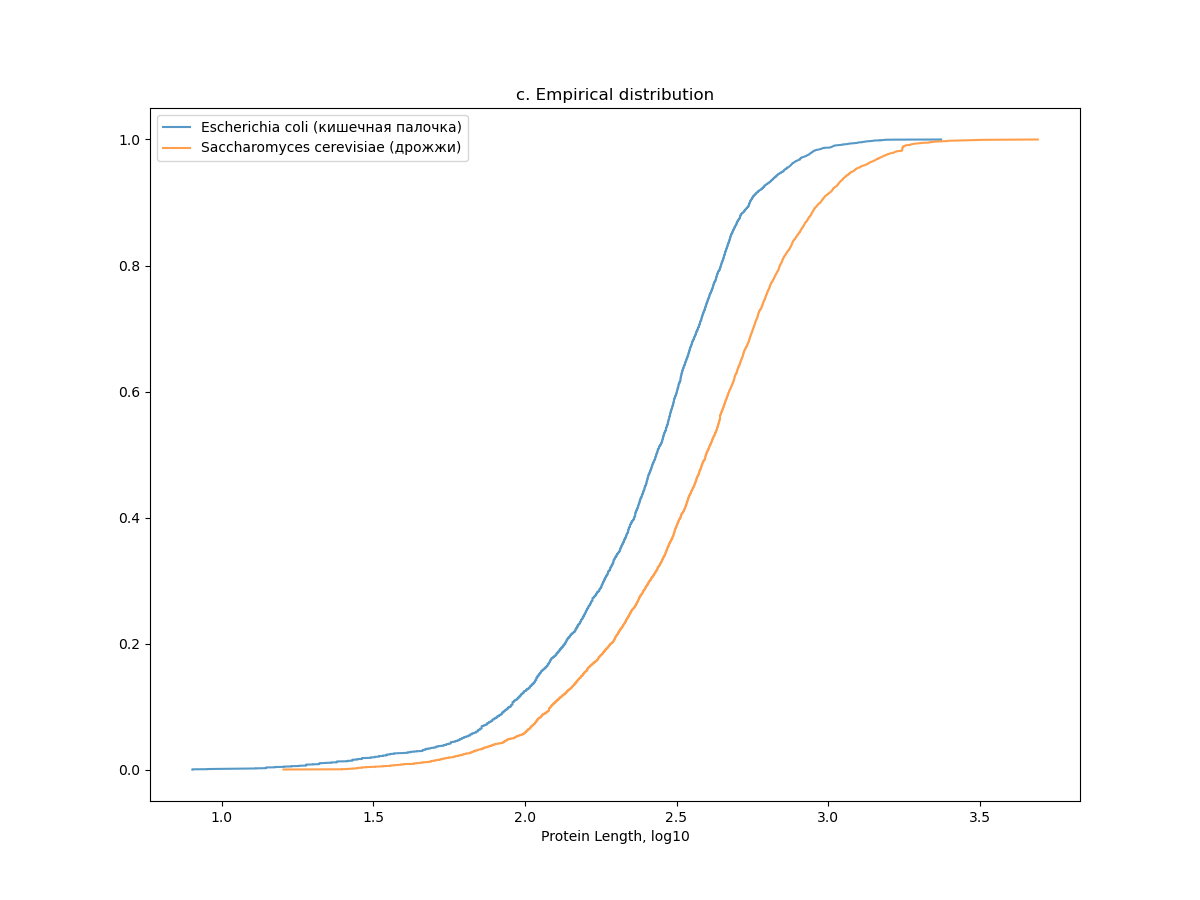 c. Empirical distribution
Escherichia coli (кишечная палочка)
Saccharomyces cerevisiae (дрожжи)
1.0
0.8
0.6
0.4
0.2
0.0
1.0 1.5 2.0 2.5 3.0 3.5
Protein Length, log10